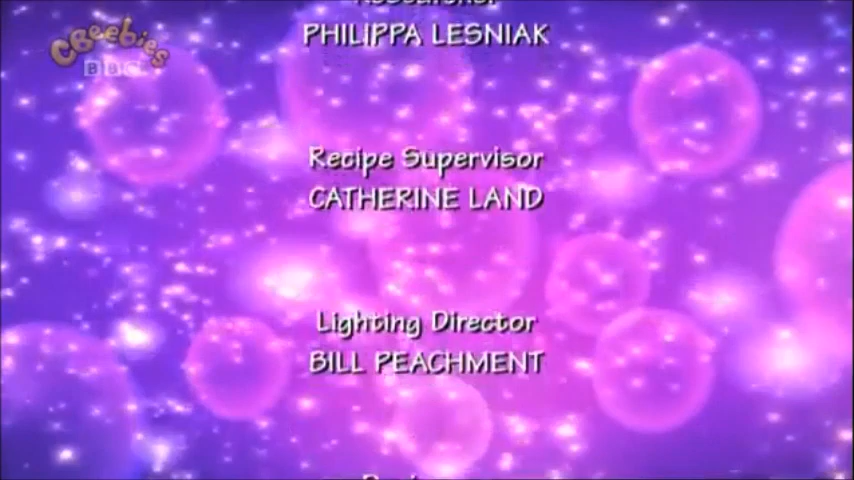 CBeebies
BBC
PHILIPPA LESNIAK
Recipe Supervisor
CATHERINE LAND
Lighting Director
BILL PEACHMENT